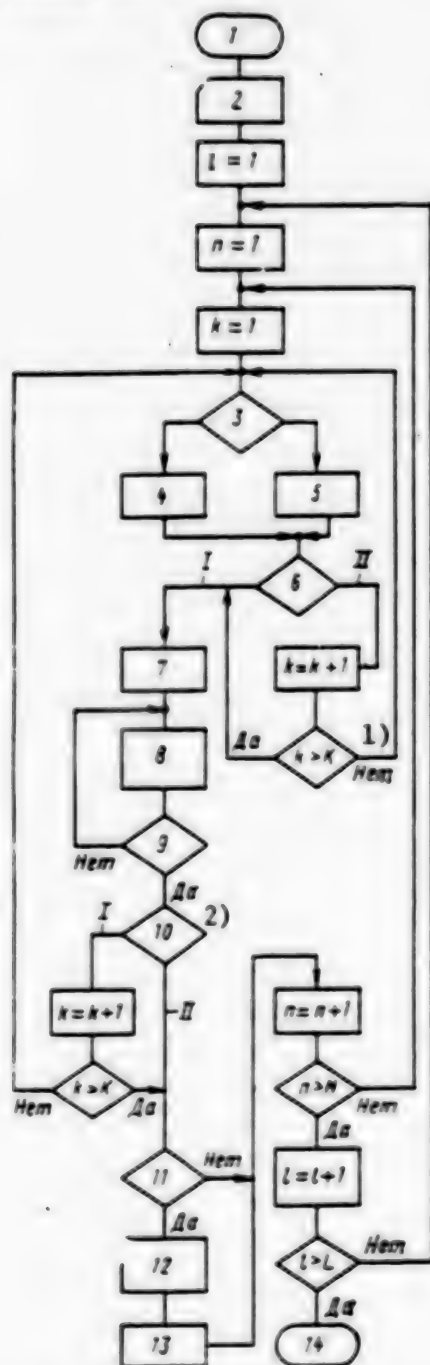 1
2
l = 1
n = 1
k = 1
3
4
5
I
6
II
7
k = k + 1
Да
k > K
1)
Нет
8
9
Нет
Да
I
10
2)
k = k + 1
II
n = n + 1
Нет
k > K
Да
n > N
Нет
Да
11
Нет
l = l + 1
Да
12
l > L
Нет
Да
13
14